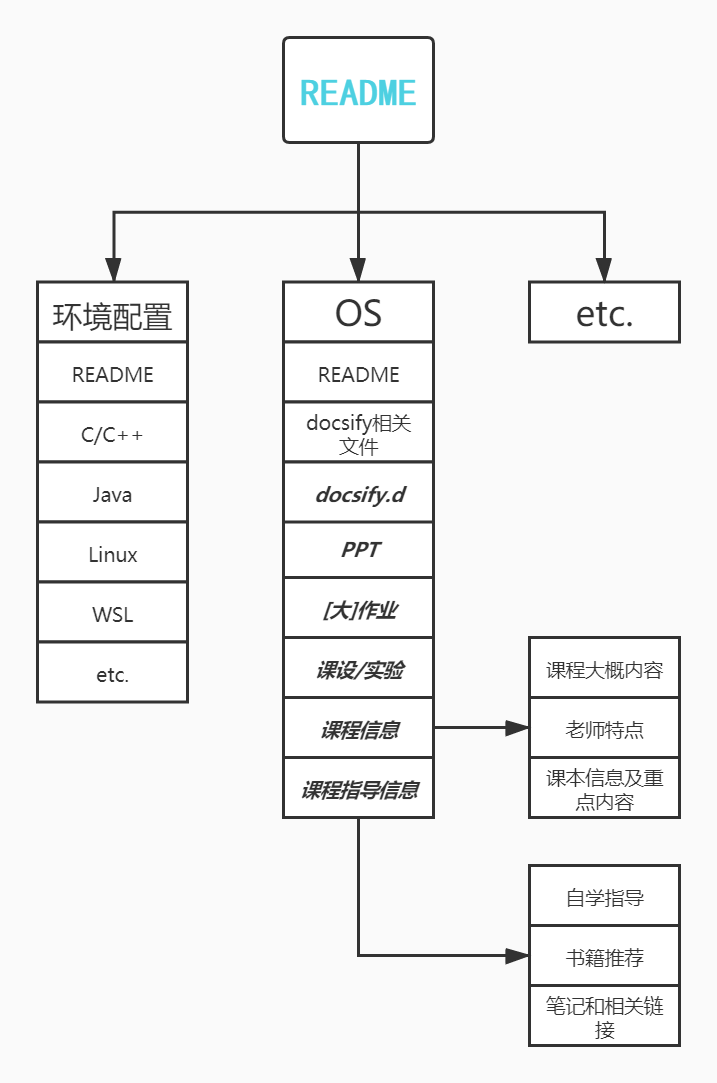 README
环境配置
README
C/C++
Java
Linux
WSL
etc.
OS
README
docsify相关
文件
docsify.d
PPT
[大]作业
课设/实验
课程信息
课程指导信息
etc.
课程大概内容
老师特点
课本信息及重
点内容
自学指导
书籍推荐
笔记和相关链
接